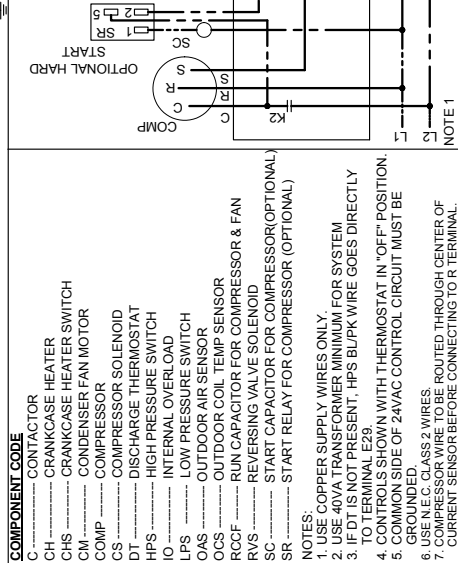 COMPONENT CODE
C ---------- CONTACTOR
CH ---------- CRANKCASE HEATER
CHS ---------- CRANKCASE HEATER SWITCH
CM ---------- CONDENSER FAN MOTOR
COMP ---------- COMPRESSOR
CS ---------- COMPRESSOR SOLENOID
DT ---------- DISCHARGE THERMOSTAT
HPS ---------- HIGH PRESSURE SWITCH
IO ---------- INTERNAL OVERLOAD
LPS ---------- LOW PRESSURE SWITCH
OAS ---------- OUTDOOR AIR SENSOR
OCS ---------- OUTDOOR COIL TEMP SENSOR
RCCF ---------- RUN CAPACITOR FOR COMPRESSOR & FAN
RVS ---------- REVERSING VALVE SOLENOID
SC ---------- START CAPACITOR FOR COMPRESSOR(OPTIONAL)
SR ---------- START RELAY FOR COMPRESSOR (OPTIONAL)
NOTES:
1. USE COPPER SUPPLY WIRES ONLY.
2. USE 40VA TRANSFORMER MINIMUM FOR SYSTEM
3. IF DT IS NOT PRESENT, HPS BL/PK WIRE GOES DIRECTLY
TO TERMINAL E29.
4. CONTROLS SHOWN WITH THERMOSTAT IN "OFF" POSITION.
5. COMMON SIDE OF 24VAC CONTROL CIRCUIT MUST BE
GROUNDED.
6. USE N.E.C. CLASS 2 WIRES.
7. COMPRESSOR WIRE TO BE ROUTED THROUGH CENTER OF
CURRENT SENSOR BEFORE CONNECTING TO R TERMINAL.
5 2 1
SR
OPTIONAL HARD
START
SC
COMP
S
R
C
S
R
C
K2
L1
L2
NOTE 1